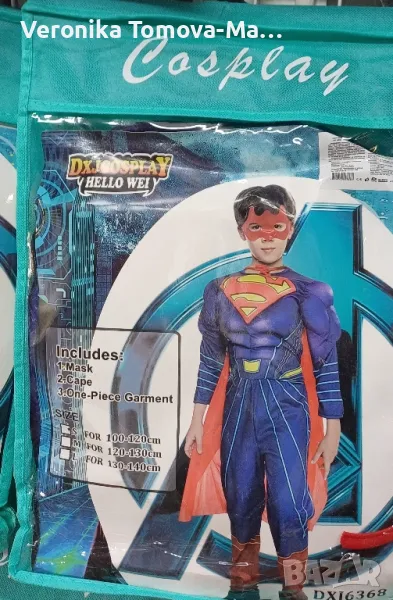 Veronika Tomova-Ma...
Cosplay
DXJCOSPLAY
HELLO WEI
Includes:
1.Mask
2.Cape
3.One-Piece Garment
SIZE
FOR 100-120cm
M FOR 120-130cm
FOR 130-140cm
DXJ6368
bazar